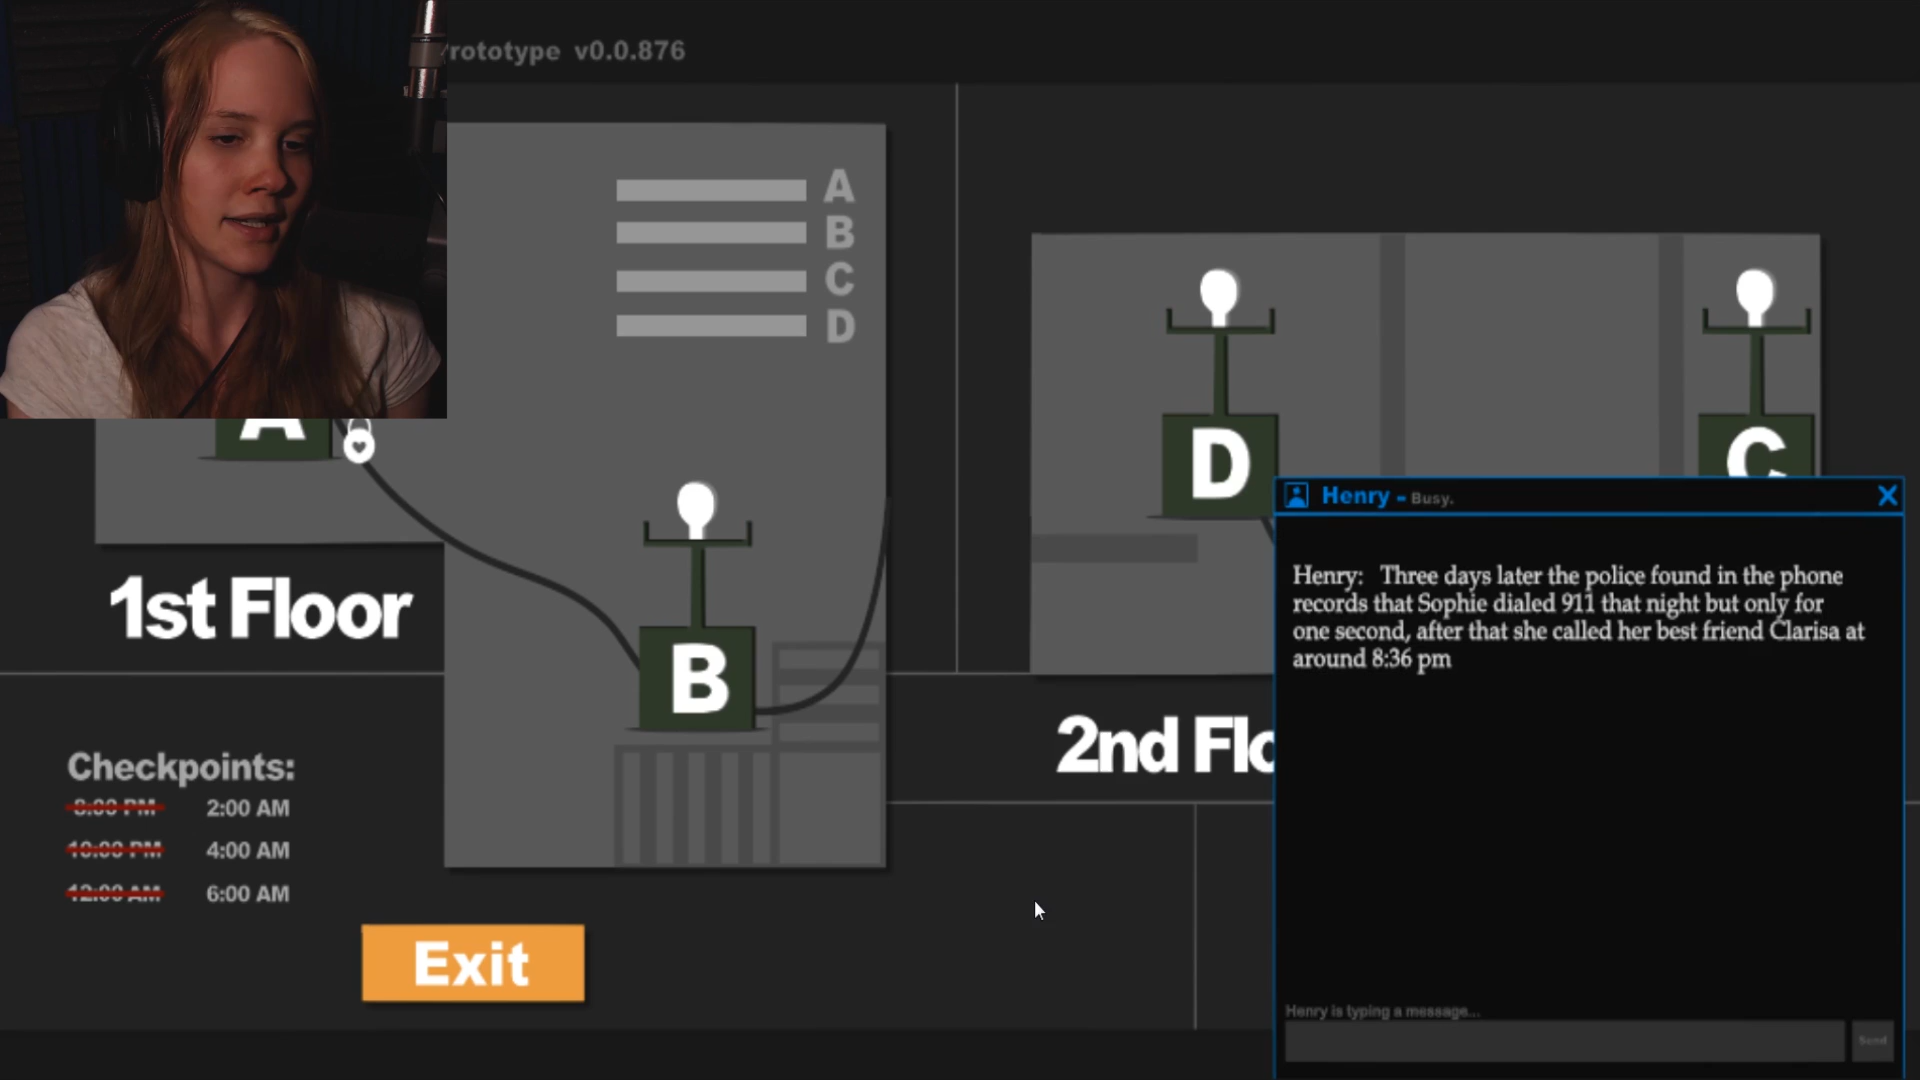 rototype v0.0.876
A
B
C
D
A
D
C
B
1st Floor
2nd Flo
Henry - Busy.
Henry: Three days later the police found in the phone
records that Sophie dialed 911 that night but only for
one second, after that she called her best friend Clarisa at
around 8:36 pm
Henry is typing a message...
Send
Checkpoints:
8:00 PM 2:00 AM
10:00 PM 4:00 AM
12:00 AM 6:00 AM
Exit